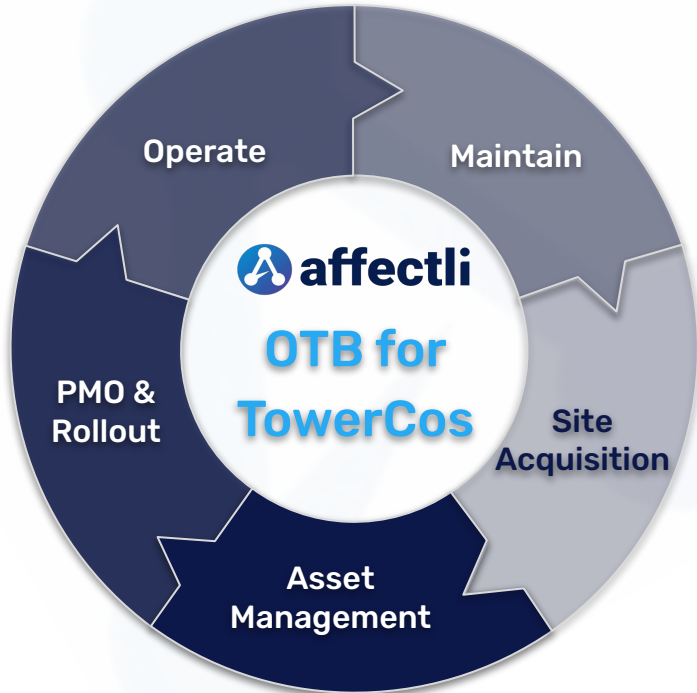 Operate
Maintain
affectli
OTB for
TowerCos
PMO &
Rollout
Site
Acquisition
Asset
Management